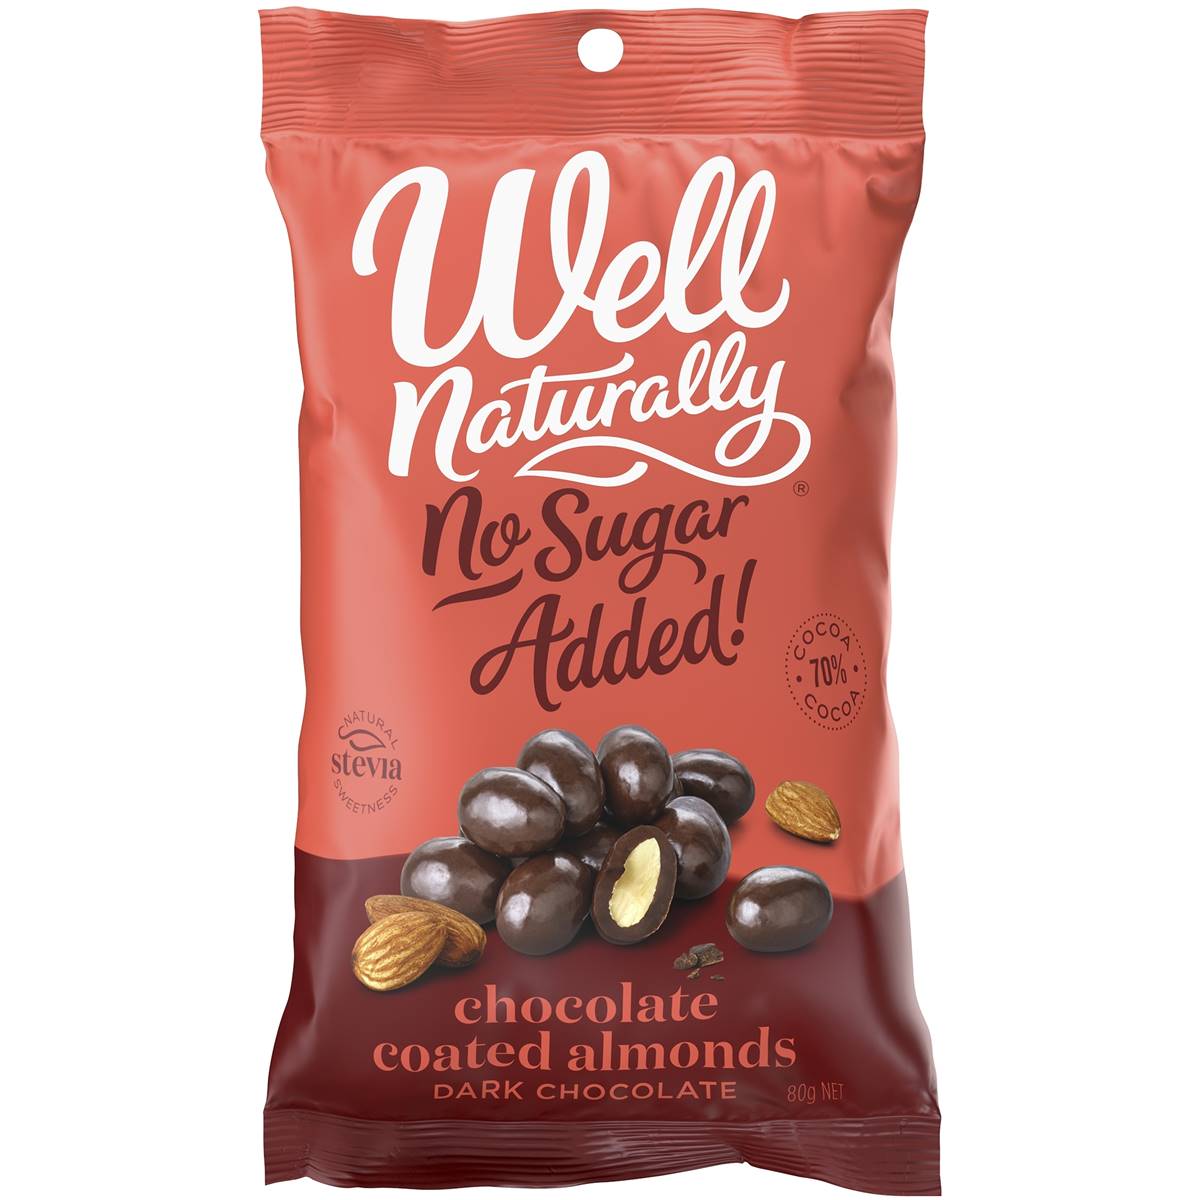 Well
Naturally
®
No Sugar
Added!
COCOA
70%
COCOA
NATURAL
stevia
SWEETNESS
chocolate
coated almonds
DARK CHOCOLATE
80g NET